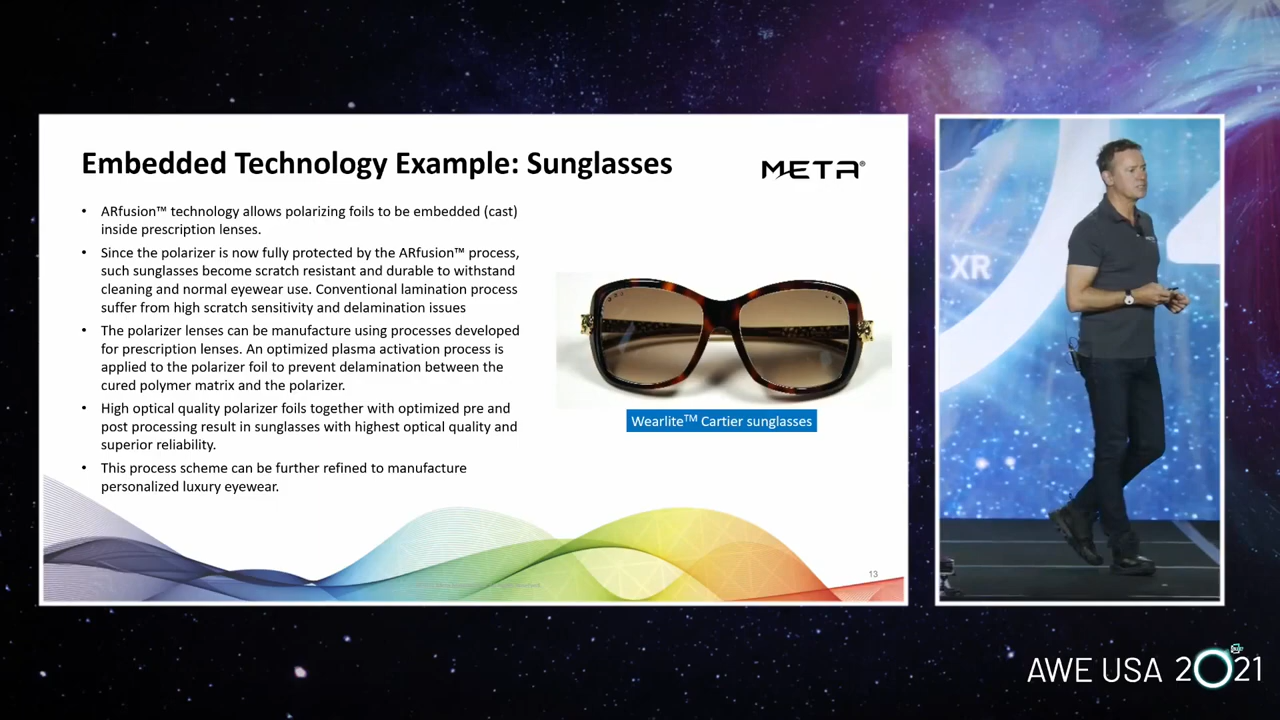 Embedded Technology Example: Sunglasses
META®
• ARfusion™ technology allows polarizing foils to be embedded (cast)
inside prescription lenses.
• Since the polarizer is now fully protected by the ARfusion™ process,
such sunglasses become scratch resistant and durable to withstand
cleaning and normal eyewear use. Conventional lamination process
suffer from high scratch sensitivity and delamination issues
• The polarizer lenses can be manufacture using processes developed
for prescription lenses. An optimized plasma activation process is
applied to the polarizer foil to prevent delamination between the
cured polymer matrix and the polarizer.
• High optical quality polarizer foils together with optimized pre and
post processing result in sunglasses with highest optical quality and
superior reliability.
• This process scheme can be further refined to manufacture
personalized luxury eyewear.
Wearlite™ Cartier sunglasses
13
XR
AWE USA 2021